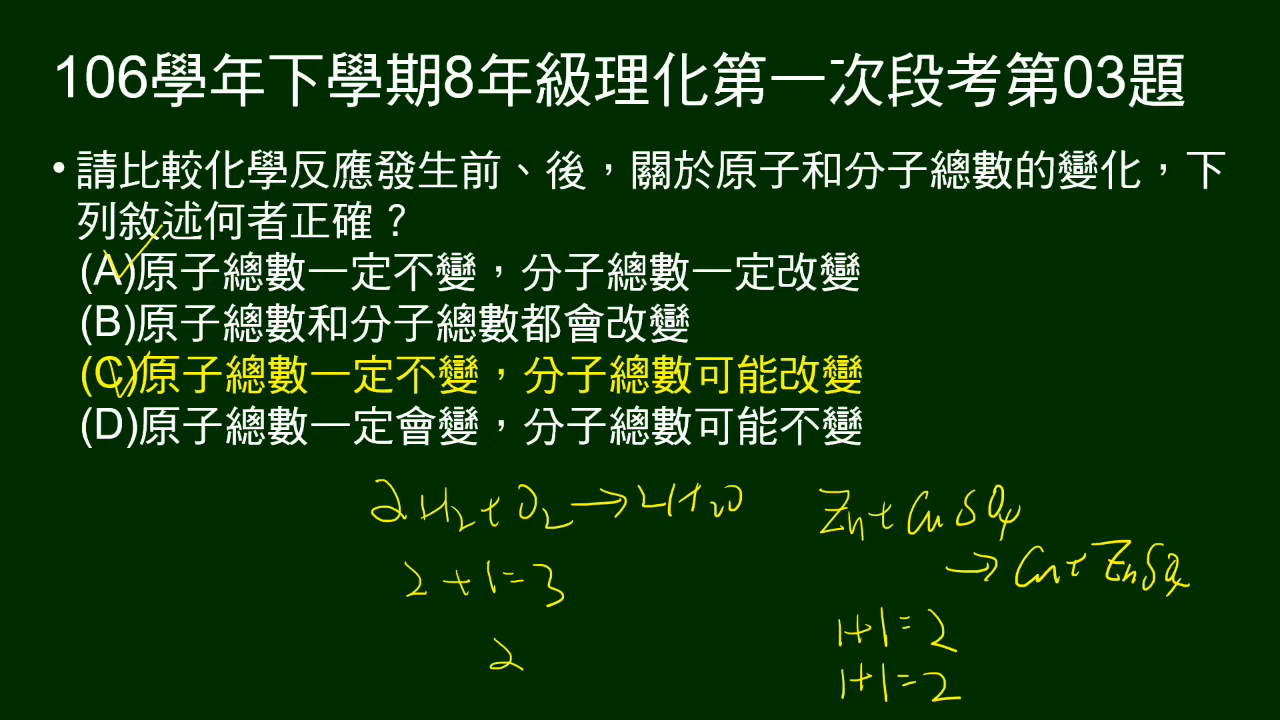 106學年下學期8年級理化第一次段考第03題
• 請比較化學反應發生前、後，關於原子和分子總數的變化，下
列敘述何者正確？
(A)原子總數一定不變，分子總數一定改變
(B)原子總數和分子總數都會改變
(C)原子總數一定不變，分子總數可能改變
(D)原子總數一定會變，分子總數可能不變
2H₂+O₂→2H₂O
2+1=3
2
Zn+CuSO₄
→Cu+ZnSO₄
1+1=2
1+1=2